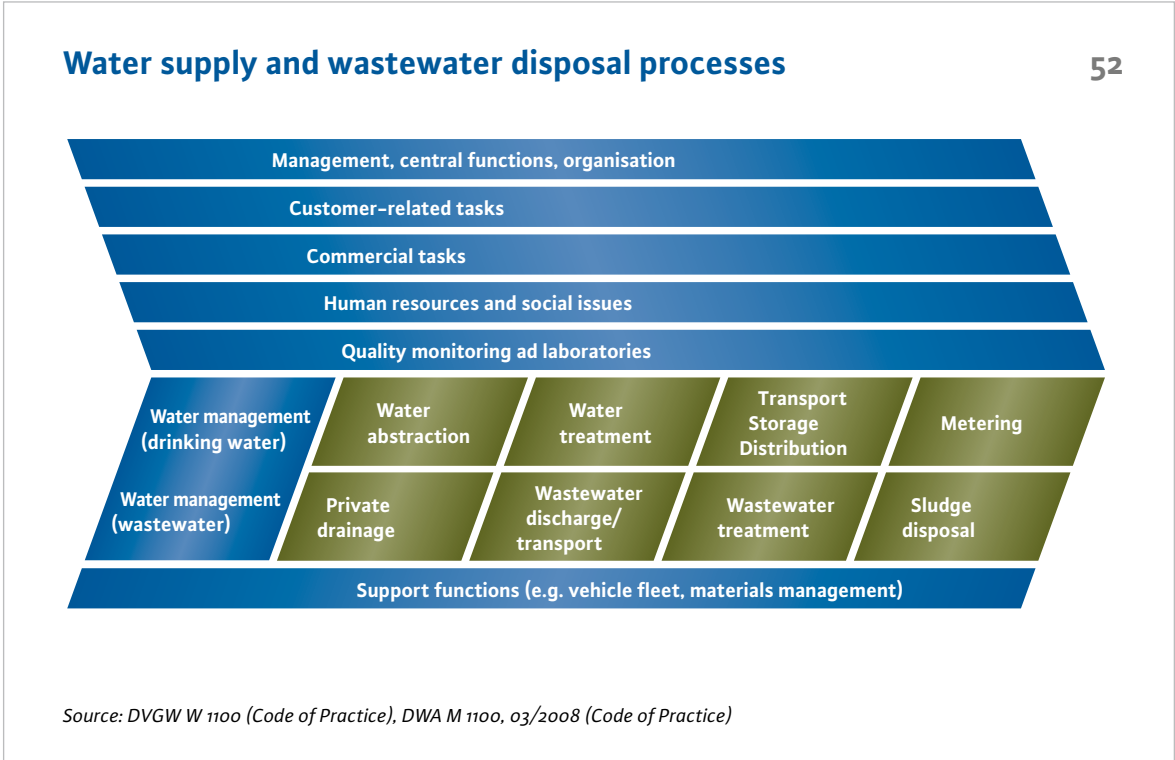 Water supply and wastewater disposal processes
52
Management, central functions, organisation
Customer-related tasks
Commercial tasks
Human resources and social issues
Quality monitoring ad laboratories
Water management
(drinking water)
Water
abstraction
Water
treatment
Transport
Storage
Distribution
Metering
Water management
(wastewater)
Private
drainage
Wastewater
discharge/
transport
Wastewater
treatment
Sludge
disposal
Support functions (e.g. vehicle fleet, materials management)
Source: DVGW W 1100 (Code of Practice), DWA M 1100, 03/2008 (Code of Practice)